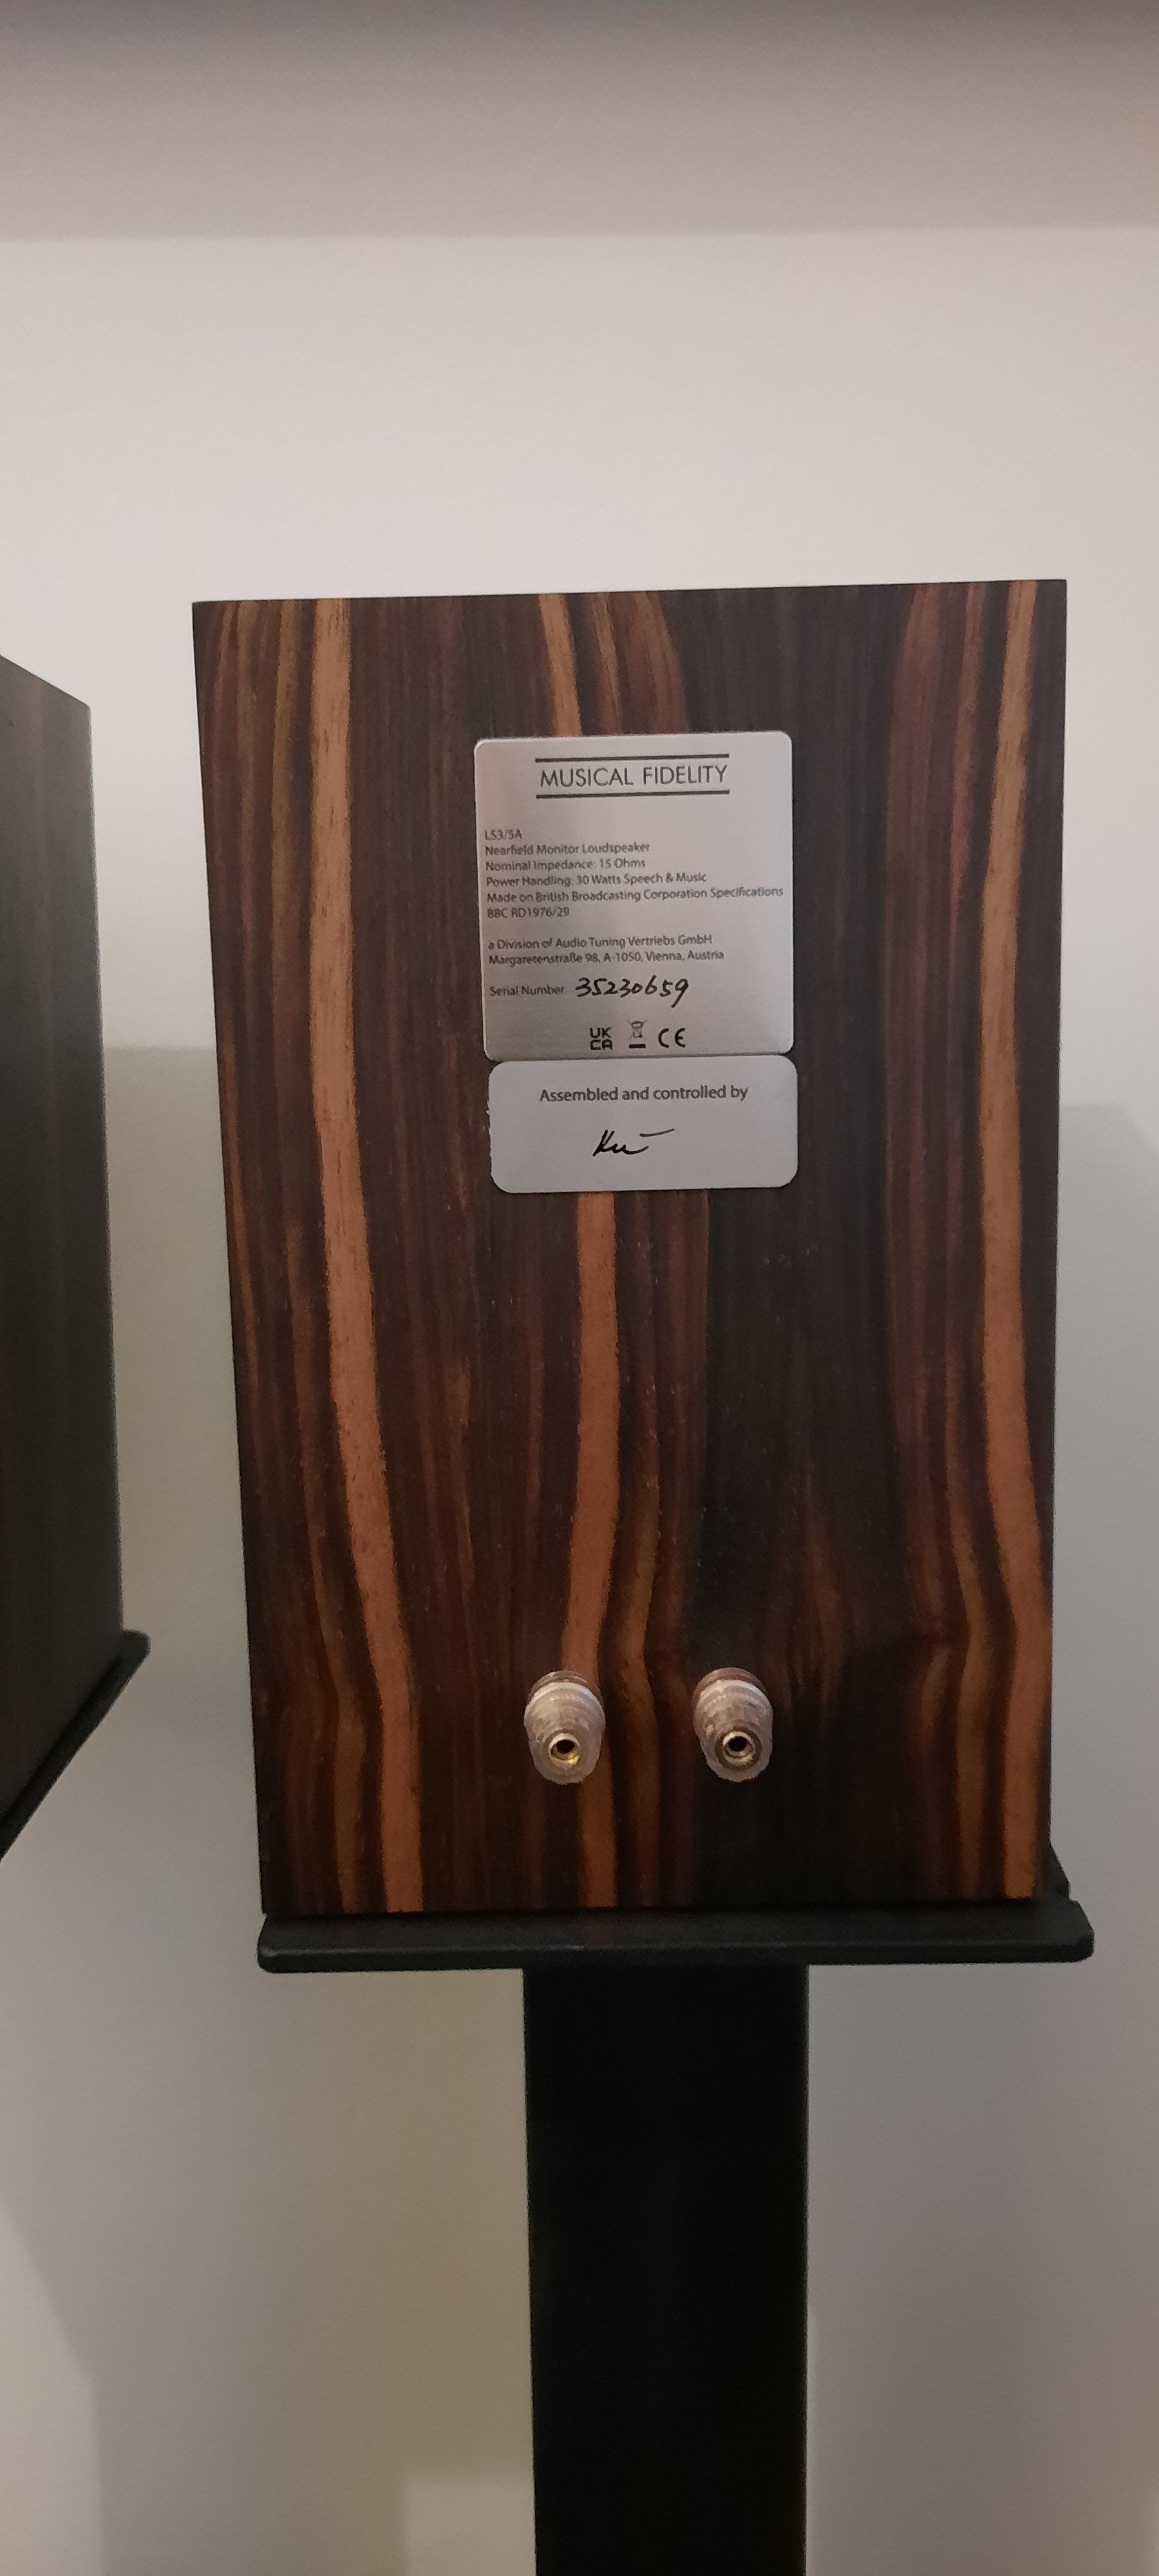 MUSICAL FIDELITY
LS3/5A
Nearfield Monitor Loudspeaker
Nominal Impedance: 15 Ohms
Power Handling: 30 Watts Speech & Music
Made on British Broadcasting Corporation Specifications
BBC RD1976/29
a Division of Audio Tuning Vertriebs GmbH
Margaretenstraße 98, A-1050, Vienna, Austria
Serial Number: 35230659
UK
CA CE
Assembled and controlled by